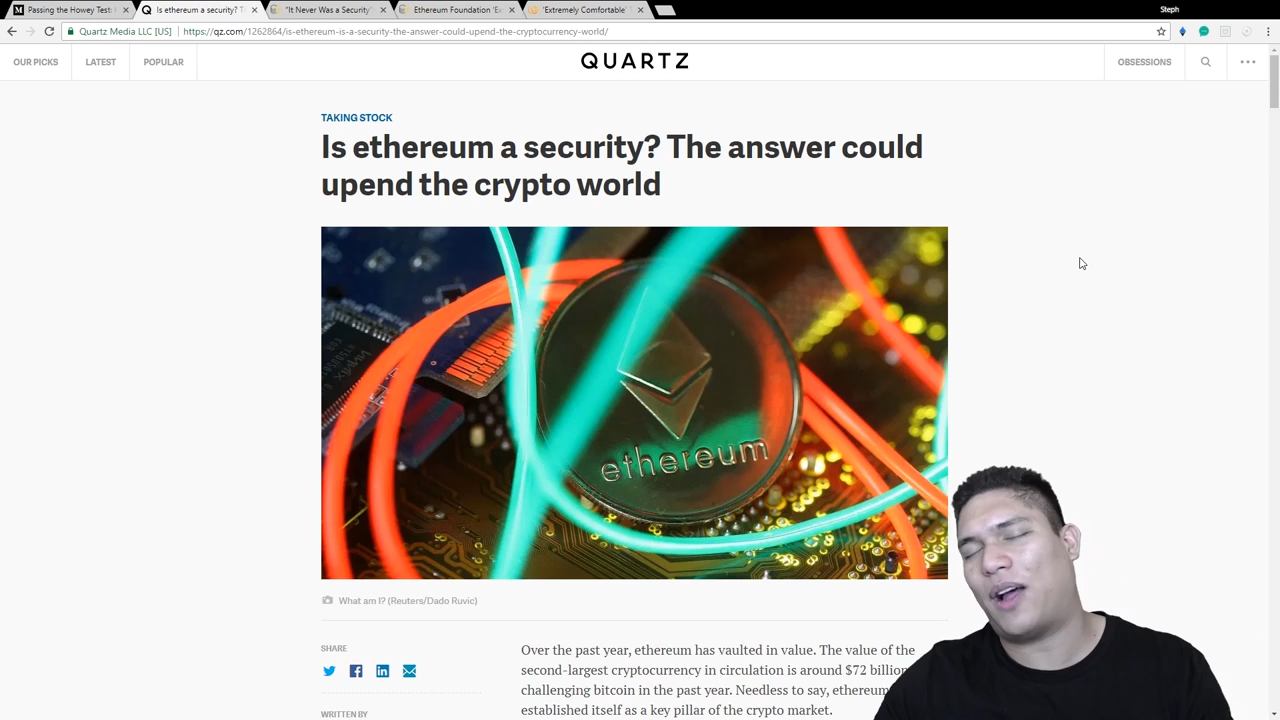 Passing the Howey Test:
Is ethereum a security? T
"It Never Was a Security"
Ethereum Foundation 'Ex
'Extremely Comfortable'
Steph
Quartz Media LLC [US]
https://qz.com/1262864/is-ethereum-is-a-security-the-answer-could-upend-the-cryptocurrency-world/
OUR PICKS
LATEST
POPULAR
QUARTZ
OBSESSIONS
TAKING STOCK
Is ethereum a security? The answer could
upend the crypto world
ethereum
What am I? (Reuters/Dado Ruvic)
SHARE
WRITTEN BY
Over the past year, ethereum has vaulted in value. The value of the
second-largest cryptocurrency in circulation is around $72 billion
challenging bitcoin in the past year. Needless to say, ethereum
established itself as a key pillar of the crypto market.